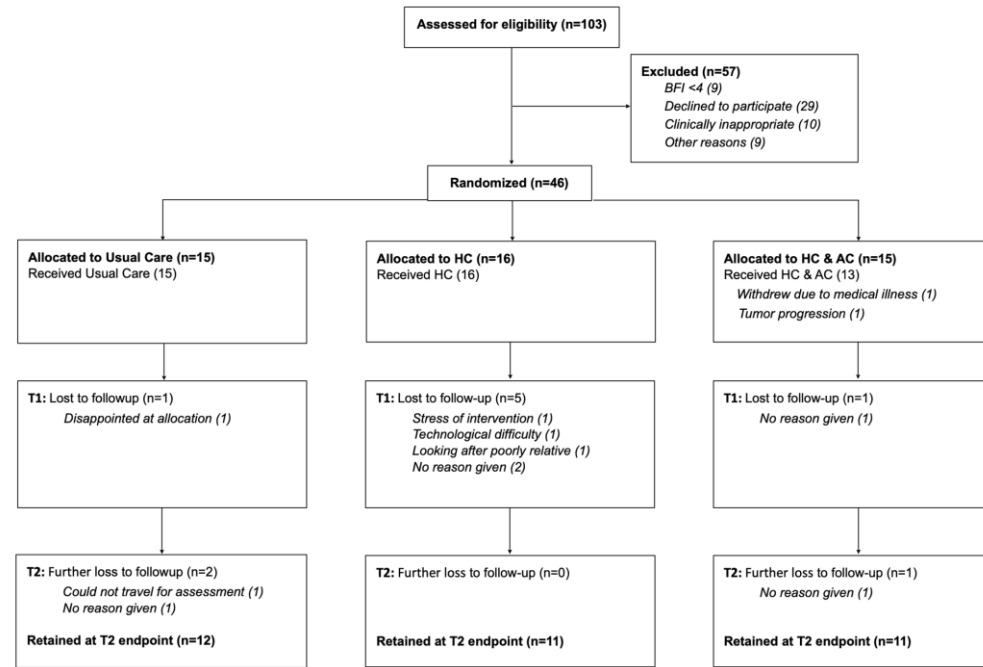 Assessed for eligibility (n=103)
Excluded (n=57)
BFI <4 (9)
Declined to participate (29)
Clinically inappropriate (10)
Other reasons (9)
Randomized (n=46)
Allocated to Usual Care (n=15)
Received Usual Care (15)
Allocated to HC (n=16)
Received HC (16)
Allocated to HC & AC (n=15)
Received HC & AC (13)
Withdrew due to medical illness (1)
Tumor progression (1)
T1: Lost to followup (n=1)
Disappointed at allocation (1)
T1: Lost to follow-up (n=5)
Stress of intervention (1)
Technological difficulty (1)
Looking after poorly relative (1)
No reason given (2)
T1: Lost to follow-up (n=1)
No reason given (1)
T2: Further loss to followup (n=2)
Could not travel for assessment (1)
No reason given (1)
Retained at T2 endpoint (n=12)
T2: Further loss to follow-up (n=0)
Retained at T2 endpoint (n=11)
T2: Further loss to follow-up (n=1)
No reason given (1)
Retained at T2 endpoint (n=11)